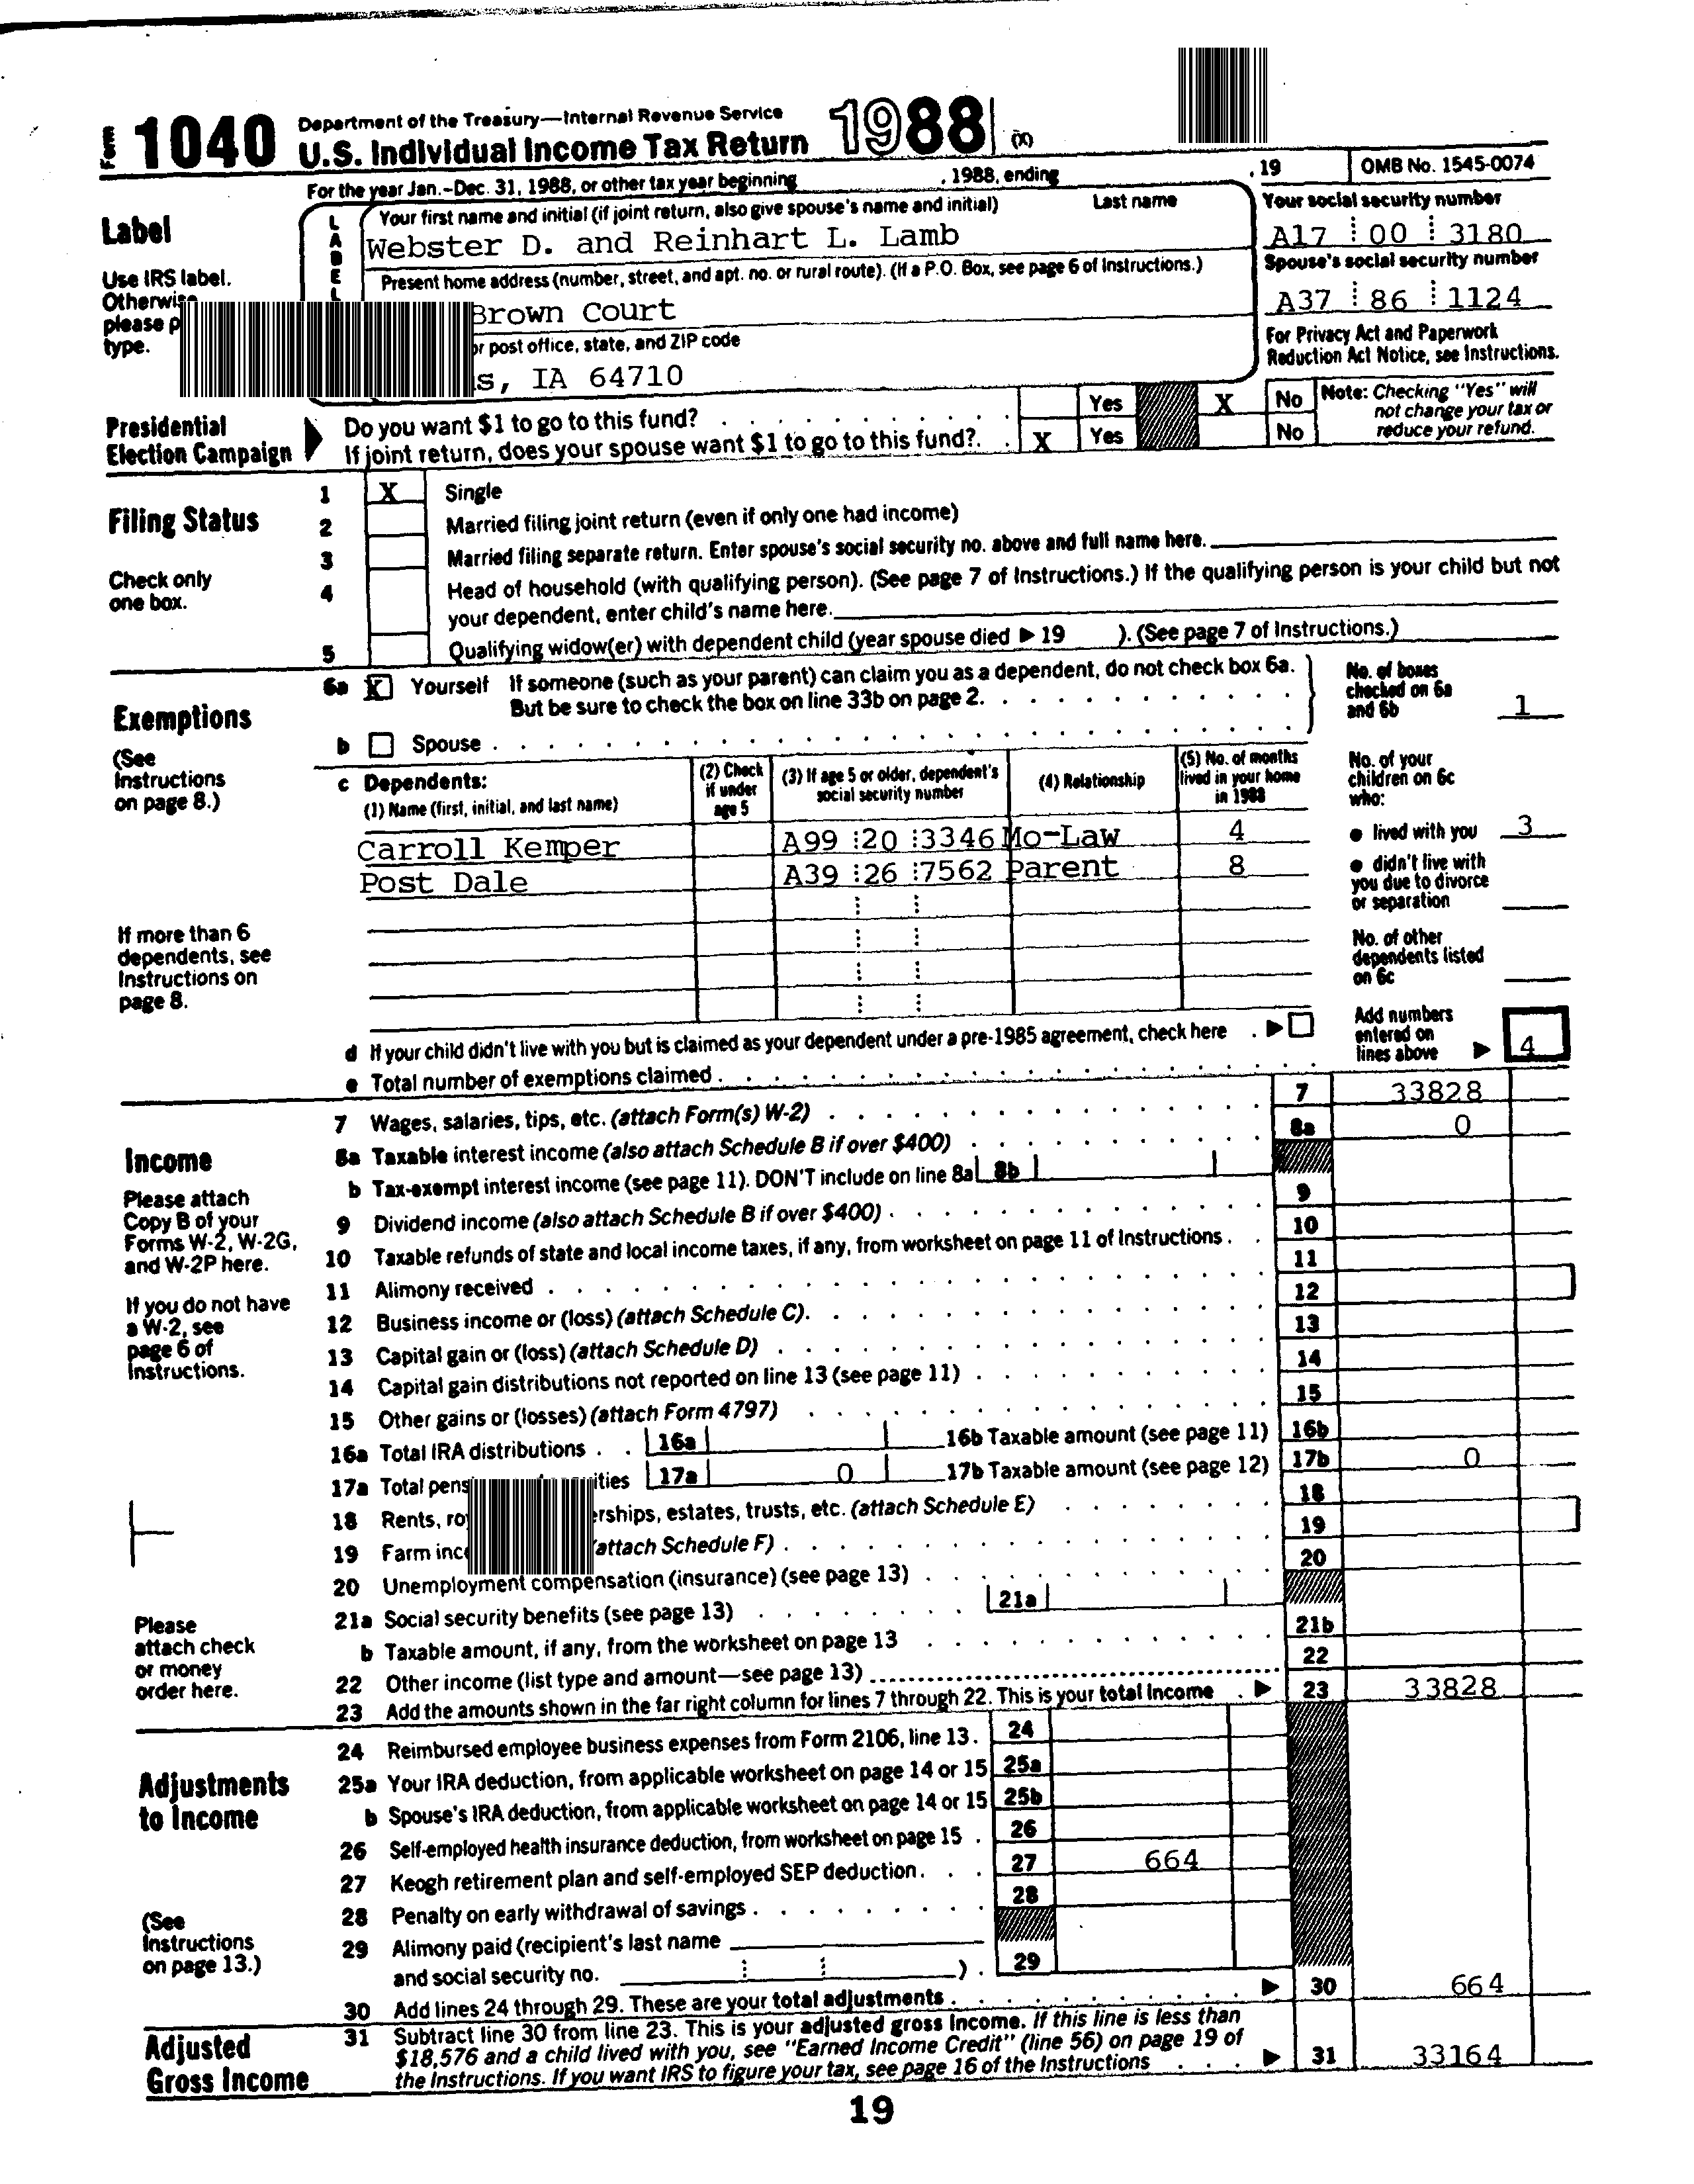 Form 1040 Department of the Treasury—Internal Revenue Service
U.S. Individual Income Tax Return 1988 (X)
For the year Jan.-Dec. 31, 1988, or other tax year beginning , 1988, ending , 19 OMB No. 1545-0074
Label
Use IRS label.
Otherwise
please p
type.
LABEL
Your first name and initial (if joint return, also give spouse's name and initial) Last name
Webster D. and Reinhart L. Lamb
Present home address (number, street, and apt. no. or rural route). (If a P.O. Box, see page 6 of Instructions.)
Brown Court
or post office, state, and ZIP code
s, IA 64710
Your social security number
A17 00 3180
Spouse's social security number
A37 86 1124
For Privacy Act and Paperwork
Reduction Act Notice, see Instructions.
Presidential
Election Campaign
Do you want $1 to go to this fund? Yes X No
If joint return, does your spouse want $1 to go to this fund? X Yes No
Note: Checking "Yes" will
not change your tax or
reduce your refund.
Filing Status
Check only
one box.
1 X Single
2 Married filing joint return (even if only one had income)
3 Married filing separate return. Enter spouse's social security no. above and full name here.
4 Head of household (with qualifying person). (See page 7 of Instructions.) If the qualifying person is your child but not
your dependent, enter child's name here.
5 Qualifying widow(er) with dependent child (year spouse died ▶ 19 ). (See page 7 of Instructions.)
Exemptions
(See
Instructions
on page 8.)
If more than 6
dependents, see
Instructions on
page 8.
6a X Yourself If someone (such as your parent) can claim you as a dependent, do not check box 6a.
But be sure to check the box on line 33b on page 2.
b Spouse
No. of boxes
checked on 6a
and 6b 1
c Dependents:
(1) Name (first, initial, and last name)
(2) Check
if under
age 5
(3) If age 5 or older, dependent's
social security number
(4) Relationship
(5) No. of months
lived in your home
in 1988
Carroll Kemper A99 20 3346 Mo-Law 4
Post Dale A39 26 7562 Parent 8
No. of your
children on 6c
who:
● lived with you 3
● didn't live with
you due to divorce
or separation
No. of other
dependents listed
on 6c
d If your child didn't live with you but is claimed as your dependent under a pre-1985 agreement, check here ▶
e Total number of exemptions claimed
Add numbers
entered on
lines above ▶ 4
Income
Please attach
Copy B of your
Forms W-2, W-2G,
and W-2P here.
If you do not have
a W-2, see
page 6 of
Instructions.
Please
attach check
or money
order here.
7 Wages, salaries, tips, etc. (attach Form(s) W-2) 7 33828
8a Taxable interest income (also attach Schedule B if over $400) 8a 0
b Tax-exempt interest income (see page 11). DON'T include on line 8a 8b
9 Dividend income (also attach Schedule B if over $400) 9
10 Taxable refunds of state and local income taxes, if any, from worksheet on page 11 of Instructions 10
11 Alimony received 11
12 Business income or (loss) (attach Schedule C) 12
13 Capital gain or (loss) (attach Schedule D) 13
14 Capital gain distributions not reported on line 13 (see page 11) 14
15 Other gains or (losses) (attach Form 4797) 15
16a Total IRA distributions 16a 16b Taxable amount (see page 11) 16b
17a Total pens ities 17a 0 17b Taxable amount (see page 12) 17b 0
18 Rents, ro erships, estates, trusts, etc. (attach Schedule E) 18
19 Farm inc (attach Schedule F) 19
20 Unemployment compensation (insurance) (see page 13) 20
21a Social security benefits (see page 13) 21a
b Taxable amount, if any, from the worksheet on page 13 21b
22 Other income (list type and amount—see page 13) 22
23 Add the amounts shown in the far right column for lines 7 through 22. This is your total income ▶ 23 33828
Adjustments
to Income
(See
Instructions
on page 13.)
24 Reimbursed employee business expenses from Form 2106, line 13 24
25a Your IRA deduction, from applicable worksheet on page 14 or 15 25a
b Spouse's IRA deduction, from applicable worksheet on page 14 or 15 25b
26 Self-employed health insurance deduction, from worksheet on page 15 26
27 Keogh retirement plan and self-employed SEP deduction 27 664
28 Penalty on early withdrawal of savings 28
29 Alimony paid (recipient's last name
and social security no. ) 29
30 Add lines 24 through 29. These are your total adjustments ▶ 30 664
Adjusted
Gross Income
31 Subtract line 30 from line 23. This is your adjusted gross income. If this line is less than
$18,576 and a child lived with you, see "Earned Income Credit" (line 56) on page 19 of
the Instructions. If you want IRS to figure your tax, see page 16 of the Instructions ▶ 31 33164
19